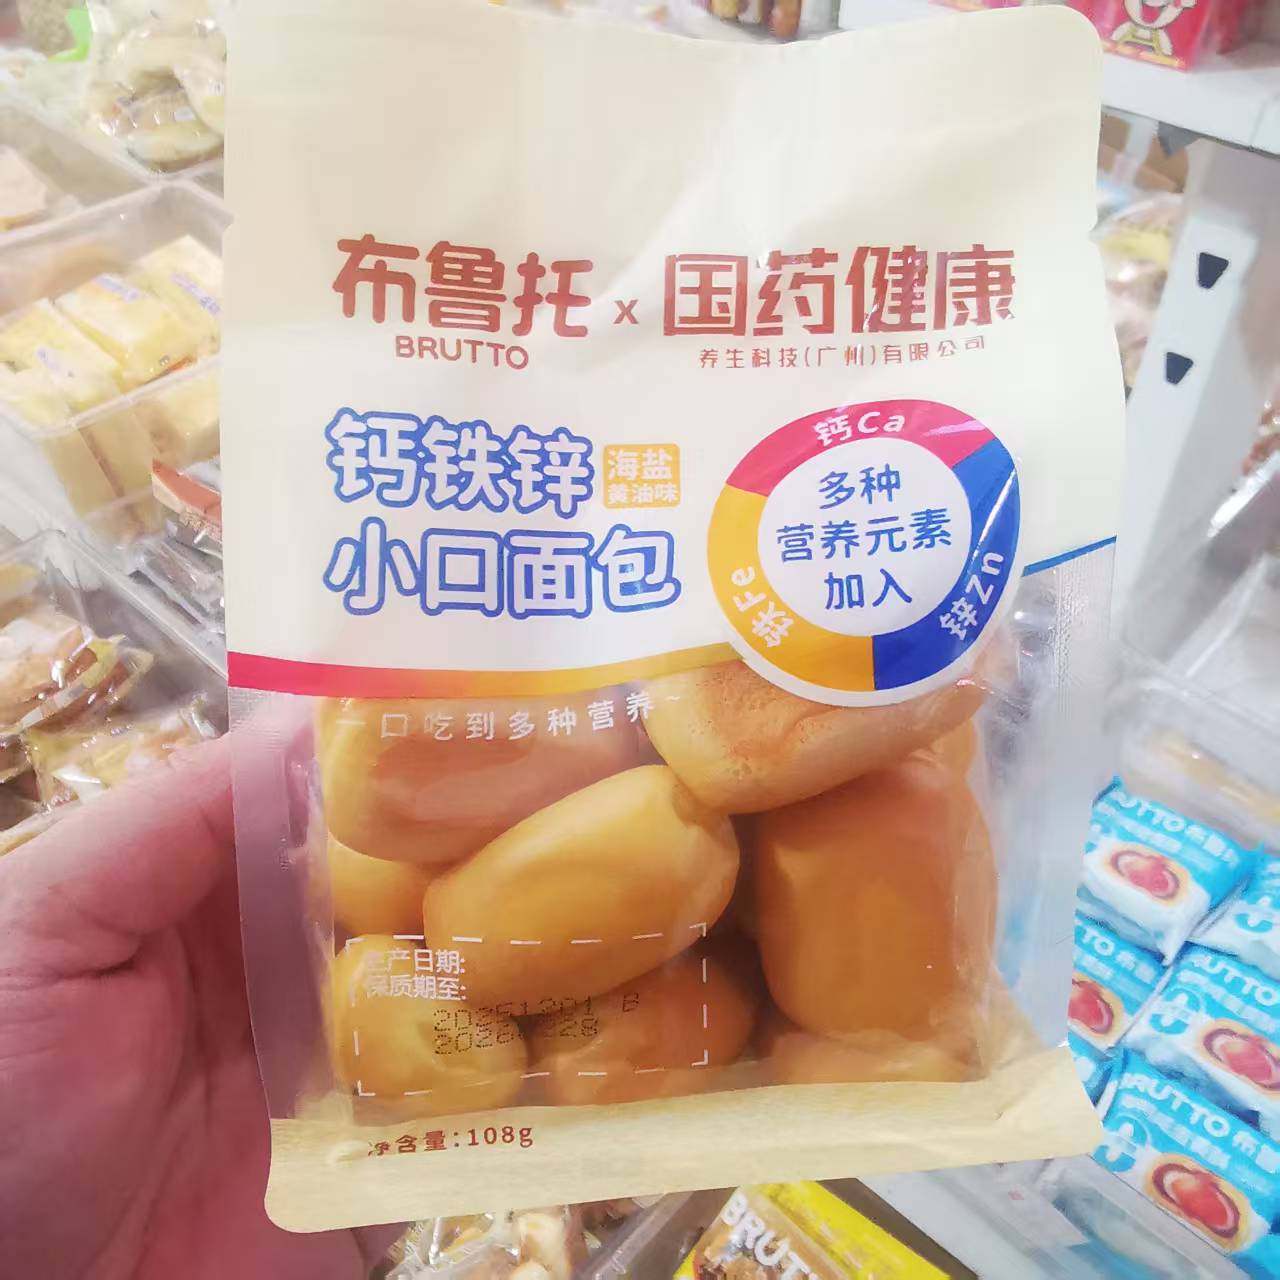 布鲁托 x 国药健康
BRUTTO
养生科技(广州)有限公司
钙铁锌
海盐
黄油味
小口面包
钙Ca
多种
营养元素
加入
铁Fe
锌Zn
一口吃到多种营养~
生产日期:
保质期至:
净含量:108g
BRUTTO
BRUTTO
BRUTTO